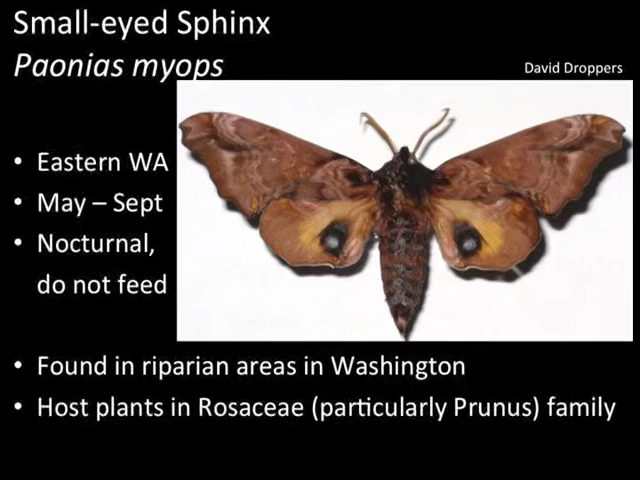 Small-eyed Sphinx
Paonias myops
David Droppers
• Eastern WA
• May – Sept
• Nocturnal,
do not feed
• Found in riparian areas in Washington
• Host plants in Rosaceae (particularly Prunus) family